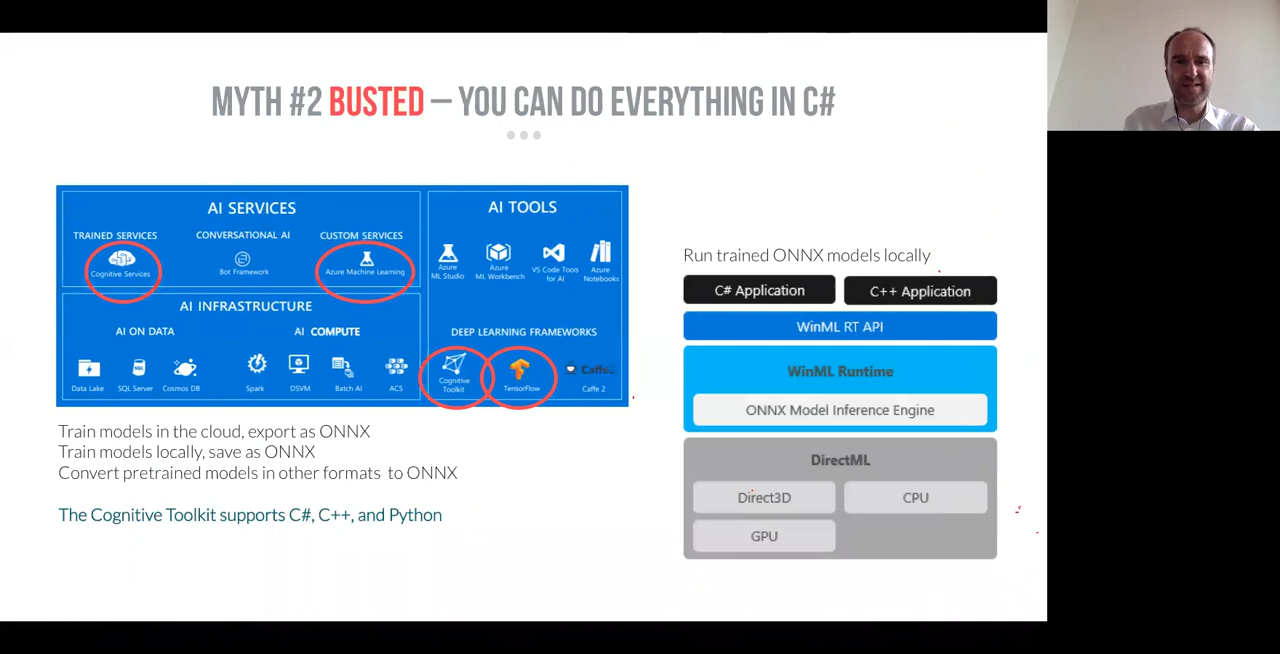 MYTH #2 BUSTED – YOU CAN DO EVERYTHING IN C#
AI SERVICES
TRAINED SERVICES
CONVERSATIONAL AI
CUSTOM SERVICES
Cognitive Services
Bot Framework
Azure Machine Learning
AI INFRASTRUCTURE
AI ON DATA
AI COMPUTE
Data Lake
SQL Server
Cosmos DB
Spark
DSVM
Batch AI
ACS
AI TOOLS
Azure
ML Studio
Azure
ML Workbench
VS Code Tools
for AI
Azure
Notebooks
DEEP LEARNING FRAMEWORKS
Cognitive
Toolkit
TensorFlow
Caffe2
Caffe 2
Train models in the cloud, export as ONNX
Train models locally, save as ONNX
Convert pretrained models in other formats to ONNX
The Cognitive Toolkit supports C#, C++, and Python
Run trained ONNX models locally
C# Application
C++ Application
WinML RT API
WinML Runtime
ONNX Model Inference Engine
DirectML
Direct3D
CPU
GPU